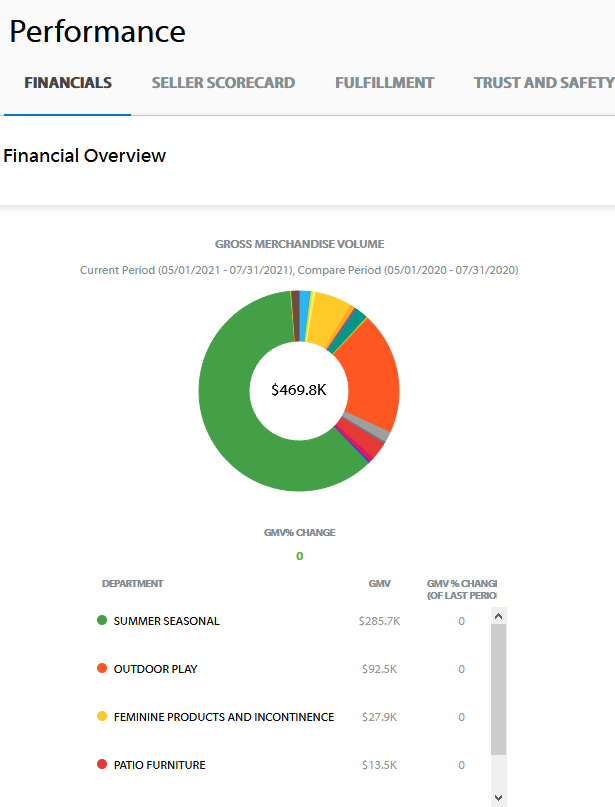 Performance
FINANCIALS SELLER SCORECARD FULFILLMENT TRUST AND SAFETY
Financial Overview
GROSS MERCHANDISE VOLUME
Current Period (05/01/2021 - 07/31/2021), Compare Period (05/01/2020 - 07/31/2020)
$469.8K
GMV% CHANGE
0
DEPARTMENT GMV GMV % CHANG
(OF LAST PERIO
SUMMER SEASONAL $285.7K 0
OUTDOOR PLAY $92.5K 0
FEMININE PRODUCTS AND INCONTINENCE $27.9K 0
PATIO FURNITURE $13.5K 0